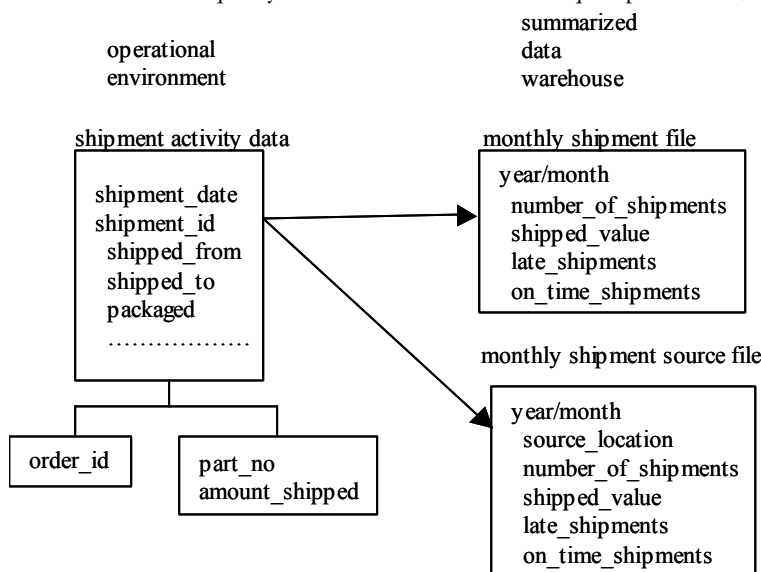 operational
environment
summarized
data
warehouse
shipment activity data
shipment_date
shipment_id
shipped_from
shipped_to
packaged
.................
order_id
part_no
amount_shipped
monthly shipment file
year/month
number_of_shipments
shipped_value
late_shipments
on_time_shipments
monthly shipment source file
year/month
source_location
number_of_shipments
shipped_value
late_shipments
on_time_shipments